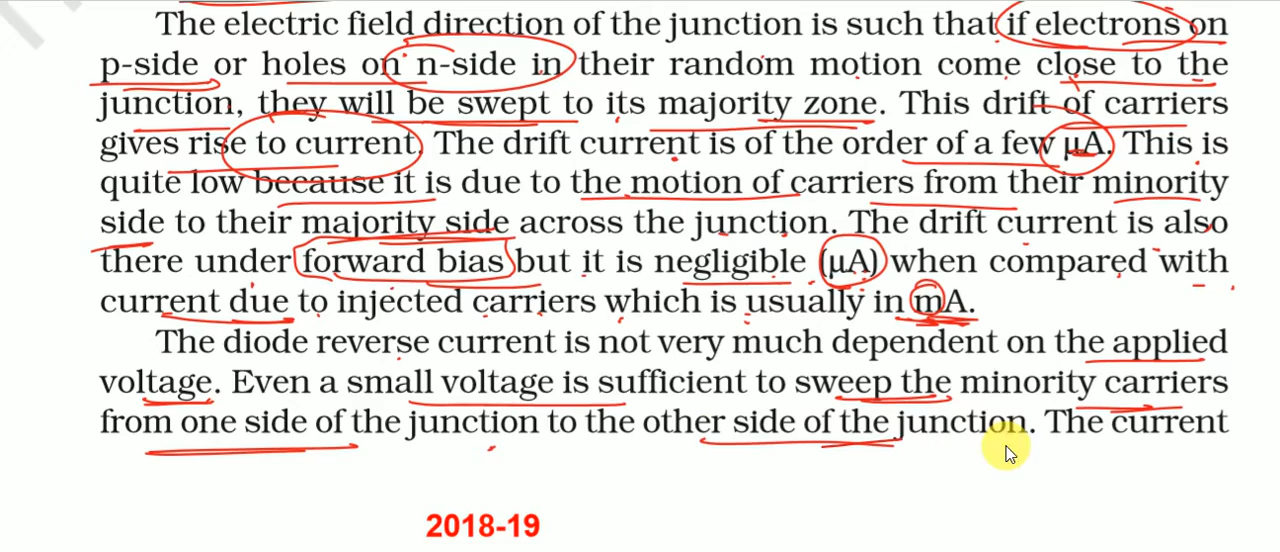 The electric field direction of the junction is such that if electrons on
p-side or holes on n-side in their random motion come close to the
junction, they will be swept to its majority zone. This drift of carriers
gives rise to current. The drift current is of the order of a few μA. This is
quite low because it is due to the motion of carriers from their minority
side to their majority side across the junction. The drift current is also
there under forward bias but it is negligible (μA) when compared with
current due to injected carriers which is usually in mA.
The diode reverse current is not very much dependent on the applied
voltage. Even a small voltage is sufficient to sweep the minority carriers
from one side of the junction to the other side of the junction. The current
2018-19